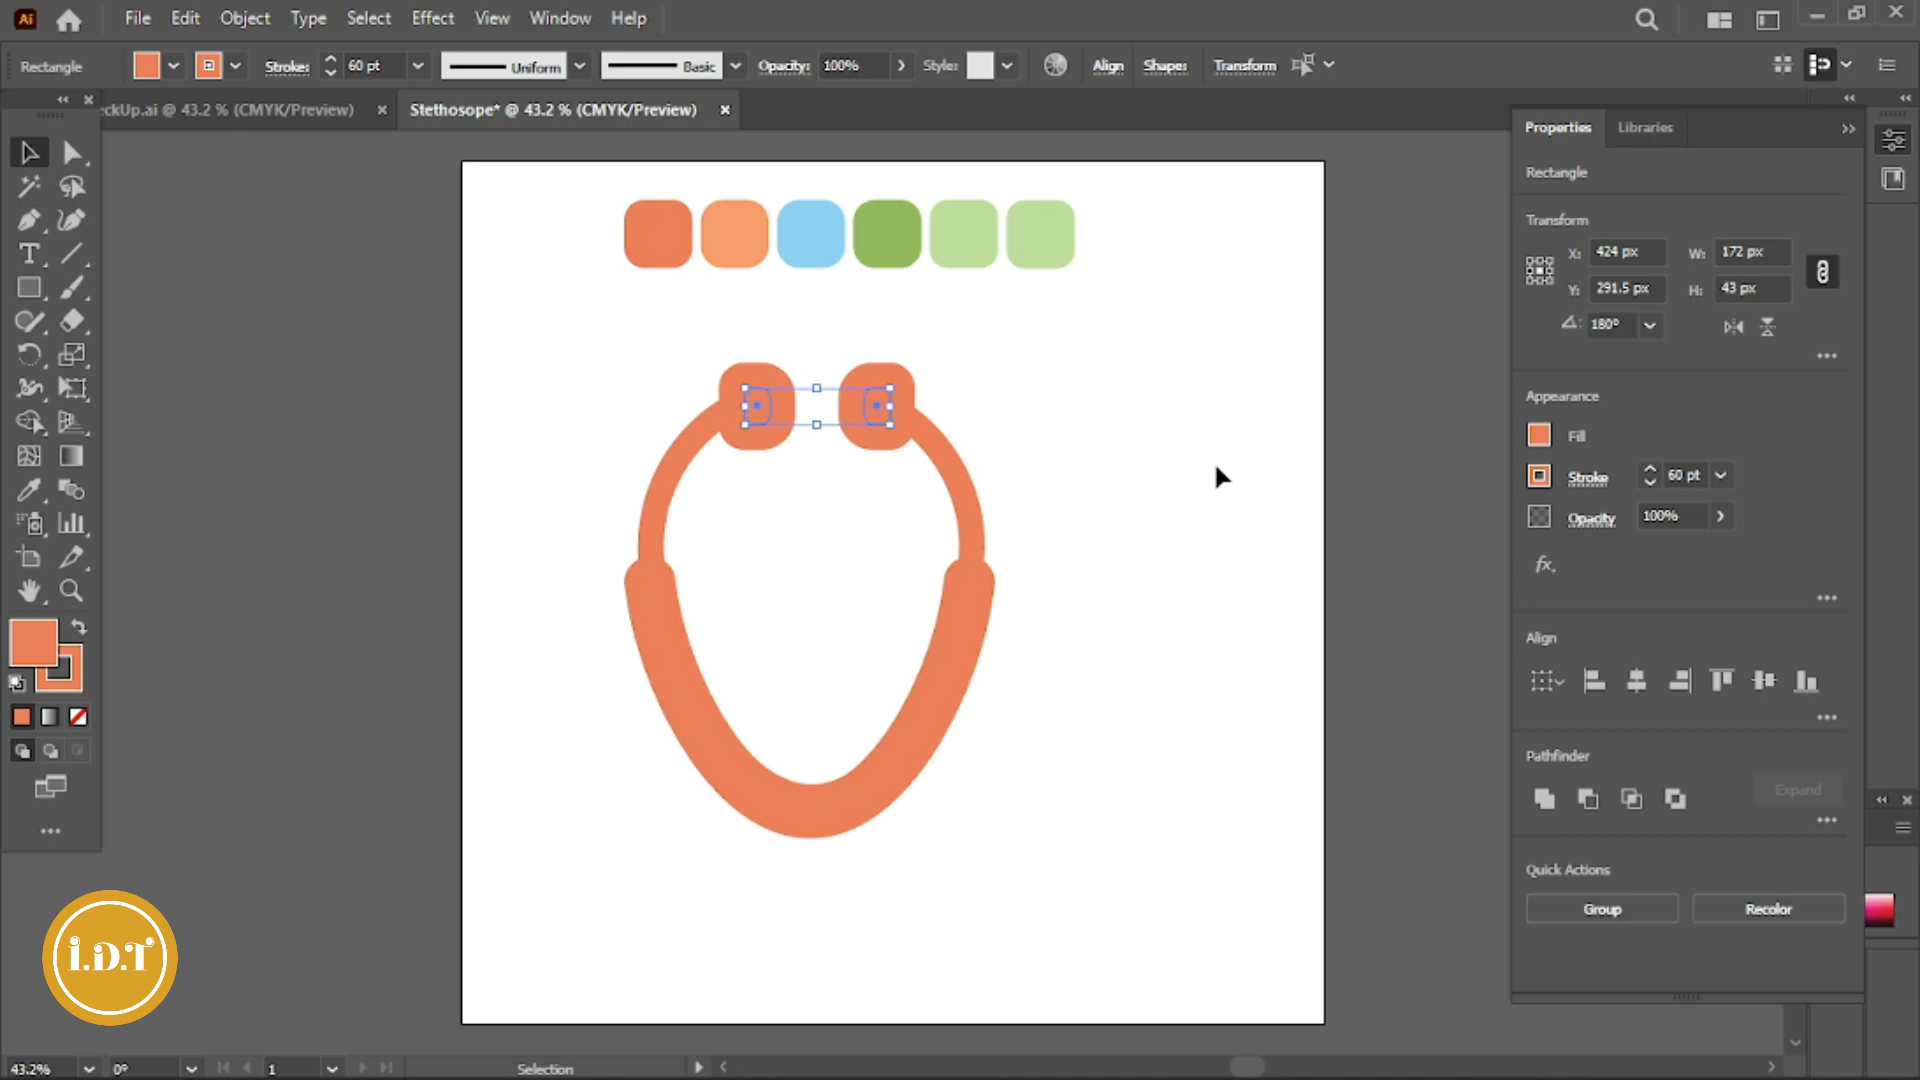 Ai File Edit Object Type Select Effect View Window Help
Rectangle Stroke: 60 pt Uniform Basic Opacity: 100% Style: Align Shape: Transform
ckUp.ai @ 43.2 % (CMYK/Preview) × Stethosope* @ 43.2 % (CMYK/Preview) ×
Properties Libraries
Rectangle
Transform
X: 424 px W: 172 px
Y: 291.5 px H: 43 px
180°
Appearance
Fill
Stroke 60 pt
Opacity 100%
fx.
Align
Pathfinder
Expand
Quick Actions
Group Recolor
I.D.T
43.2% 0° 1 Selection